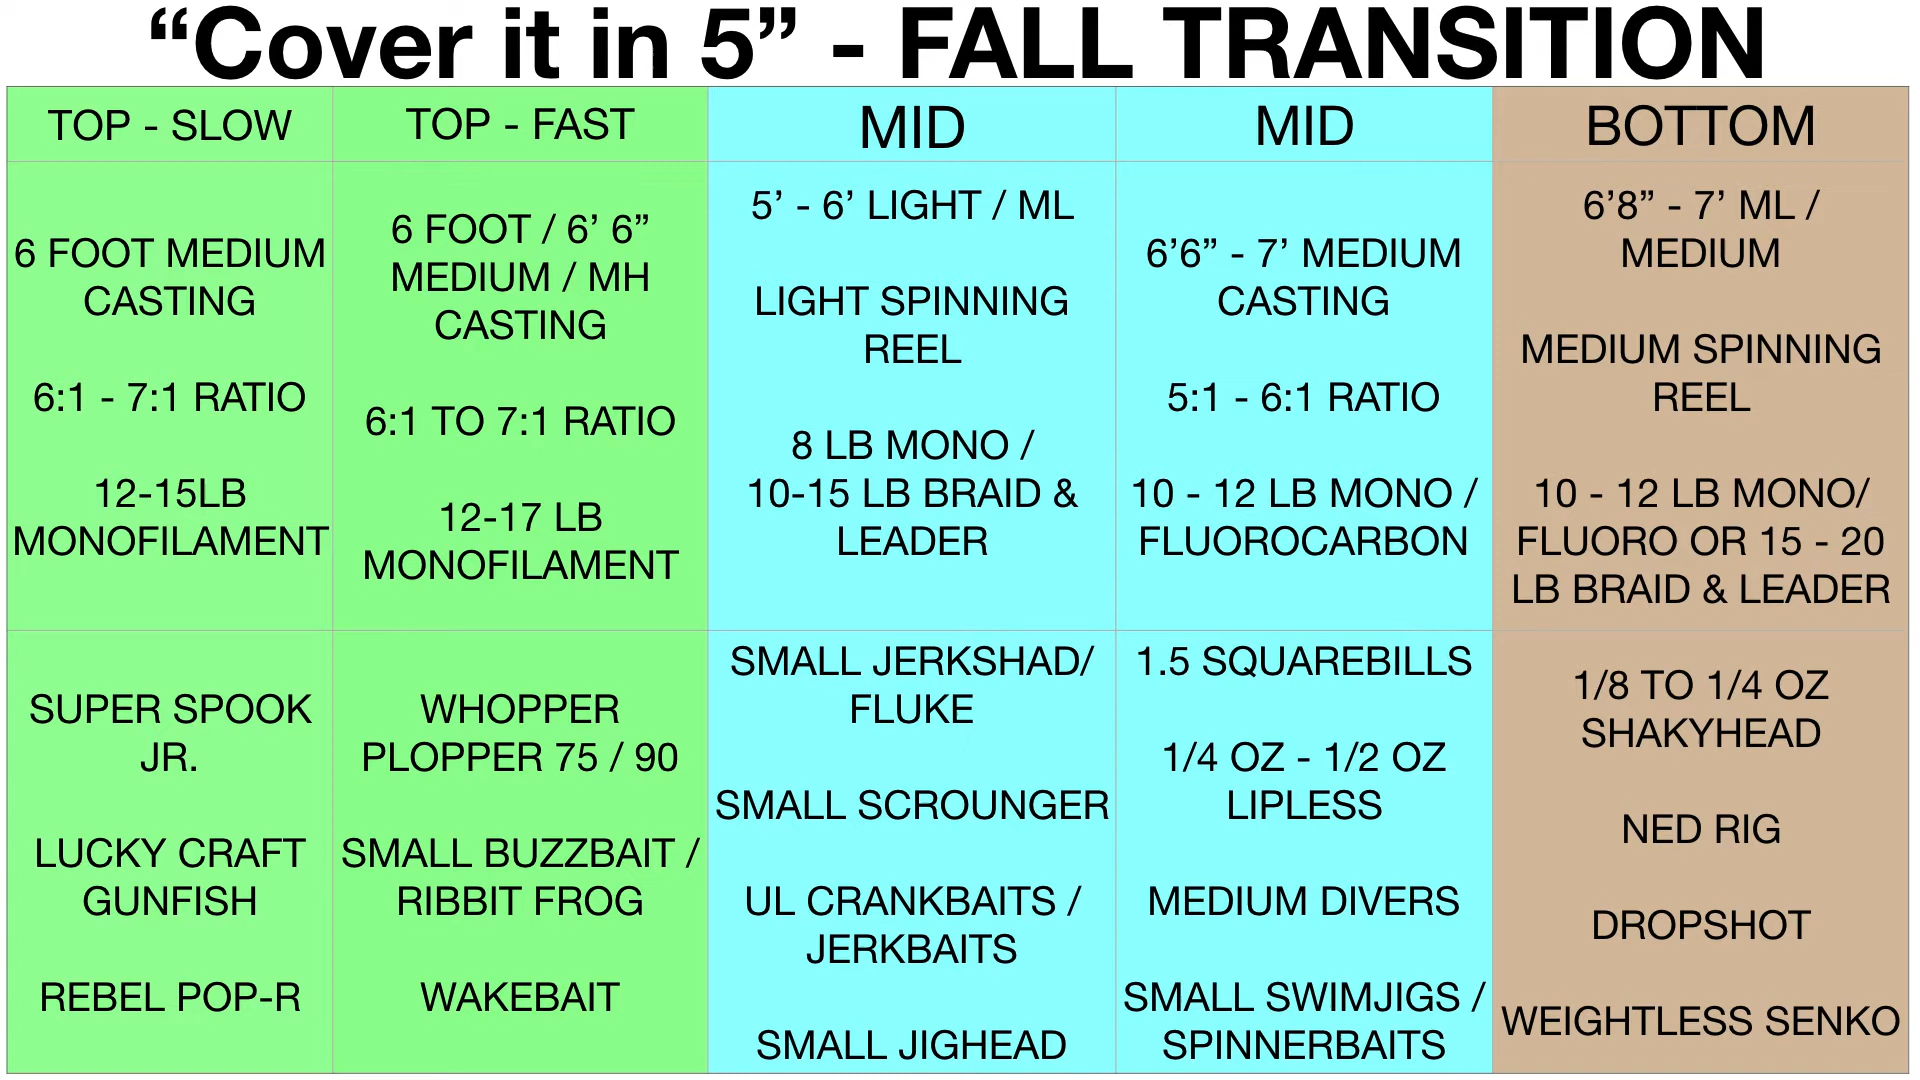 “Cover it in 5” - FALL TRANSITION
TOP - SLOW
TOP - FAST
MID
MID
BOTTOM
6 FOOT MEDIUM
CASTING
6:1 - 7:1 RATIO
12-15LB
MONOFILAMENT
6 FOOT / 6’ 6”
MEDIUM / MH
CASTING
6:1 TO 7:1 RATIO
12-17 LB
MONOFILAMENT
5’ - 6’ LIGHT / ML
LIGHT SPINNING
REEL
8 LB MONO /
10-15 LB BRAID &
LEADER
6’6” - 7’ MEDIUM
CASTING
5:1 - 6:1 RATIO
10 - 12 LB MONO /
FLUOROCARBON
6’8” - 7’ ML /
MEDIUM
MEDIUM SPINNING
REEL
10 - 12 LB MONO/
FLUORO OR 15 - 20
LB BRAID & LEADER
SUPER SPOOK
JR.
LUCKY CRAFT
GUNFISH
REBEL POP-R
WHOPPER
PLOPPER 75 / 90
SMALL BUZZBAIT /
RIBBIT FROG
WAKEBAIT
SMALL JERKSHAD/
FLUKE
SMALL SCROUNGER
UL CRANKBAITS /
JERKBAITS
SMALL JIGHEAD
1.5 SQUAREBILLS
1/4 OZ - 1/2 OZ
LIPLESS
MEDIUM DIVERS
SMALL SWIMJIGS /
SPINNERBAITS
1/8 TO 1/4 OZ
SHAKYHEAD
NED RIG
DROPSHOT
WEIGHTLESS SENKO